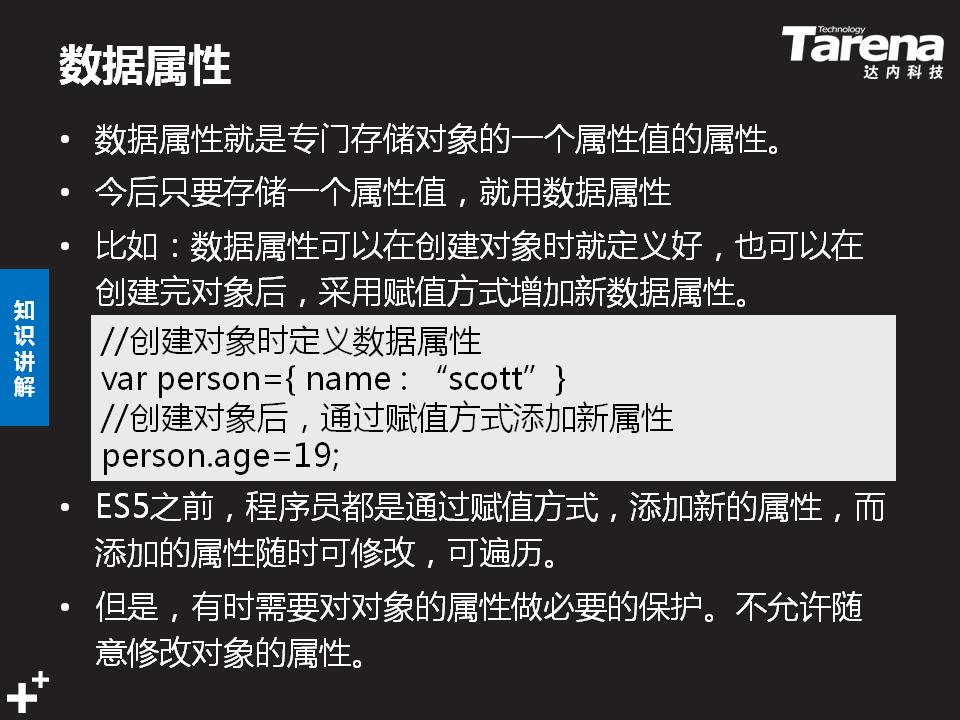 数据属性
Technology
Tarena
达内科技
• 数据属性就是专门存储对象的一个属性值的属性。
• 今后只要存储一个属性值，就用数据属性
• 比如：数据属性可以在创建对象时就定义好，也可以在
创建完对象后，采用赋值方式增加新数据属性。
知识讲解
//创建对象时定义数据属性
var person={ name : “scott” }
//创建对象后，通过赋值方式添加新属性
person.age=19;
• ES5之前，程序员都是通过赋值方式，添加新的属性，而
添加的属性随时可修改，可遍历。
• 但是，有时需要对对象的属性做必要的保护。不允许随
意修改对象的属性。